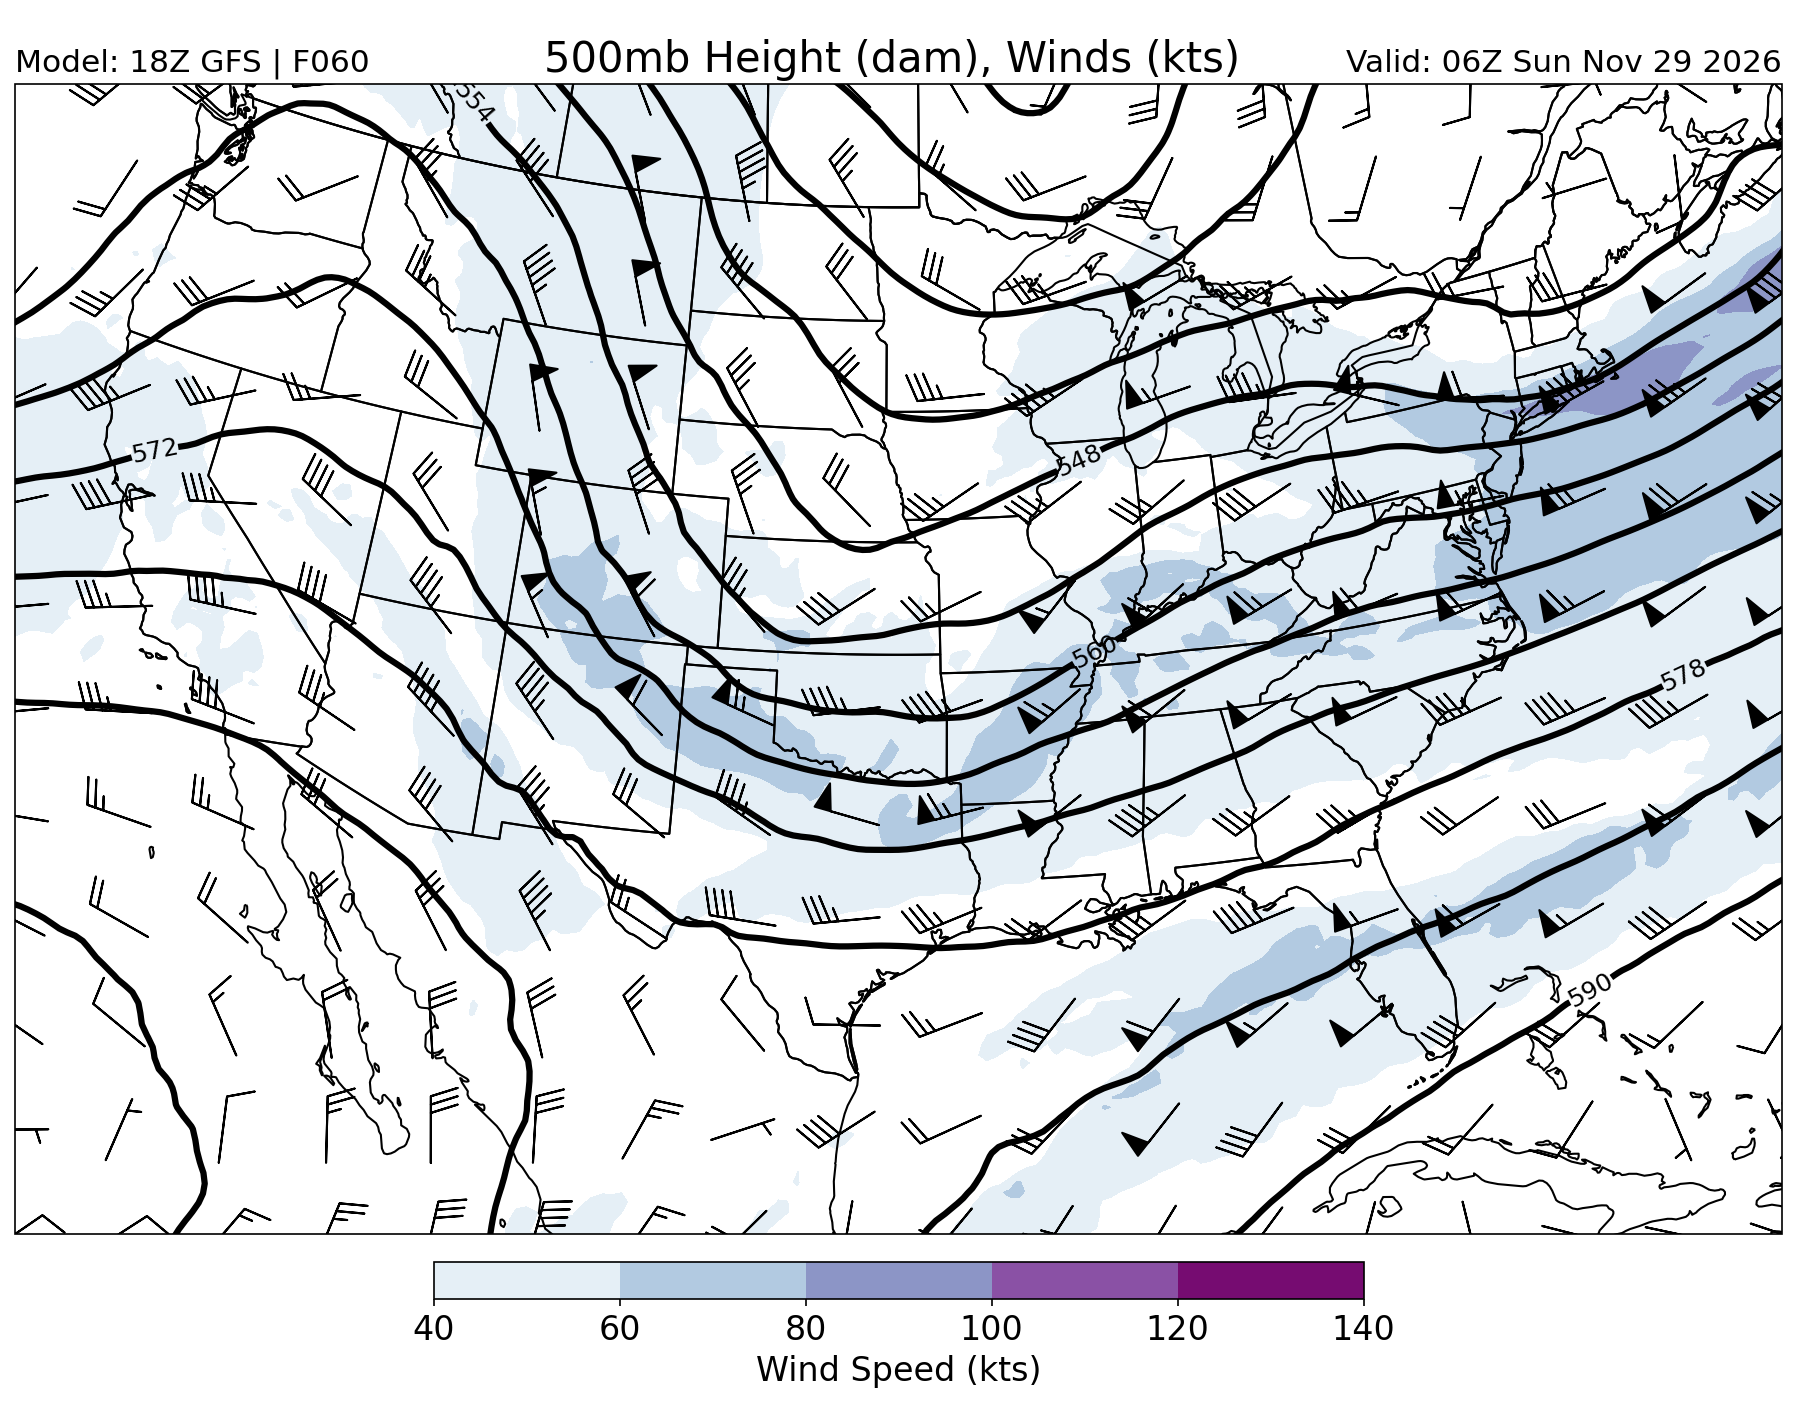 Model: 18Z GFS | F060
500mb Height (dam), Winds (kts)
Valid: 06Z Sun Nov 29 2026
554
572
548
560
578
590
40 60 80 100 120 140
Wind Speed (kts)